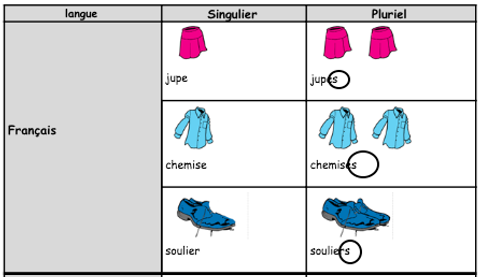 langue Singulier Pluriel
jupe jupes
Français
chemise chemises
soulier souliers